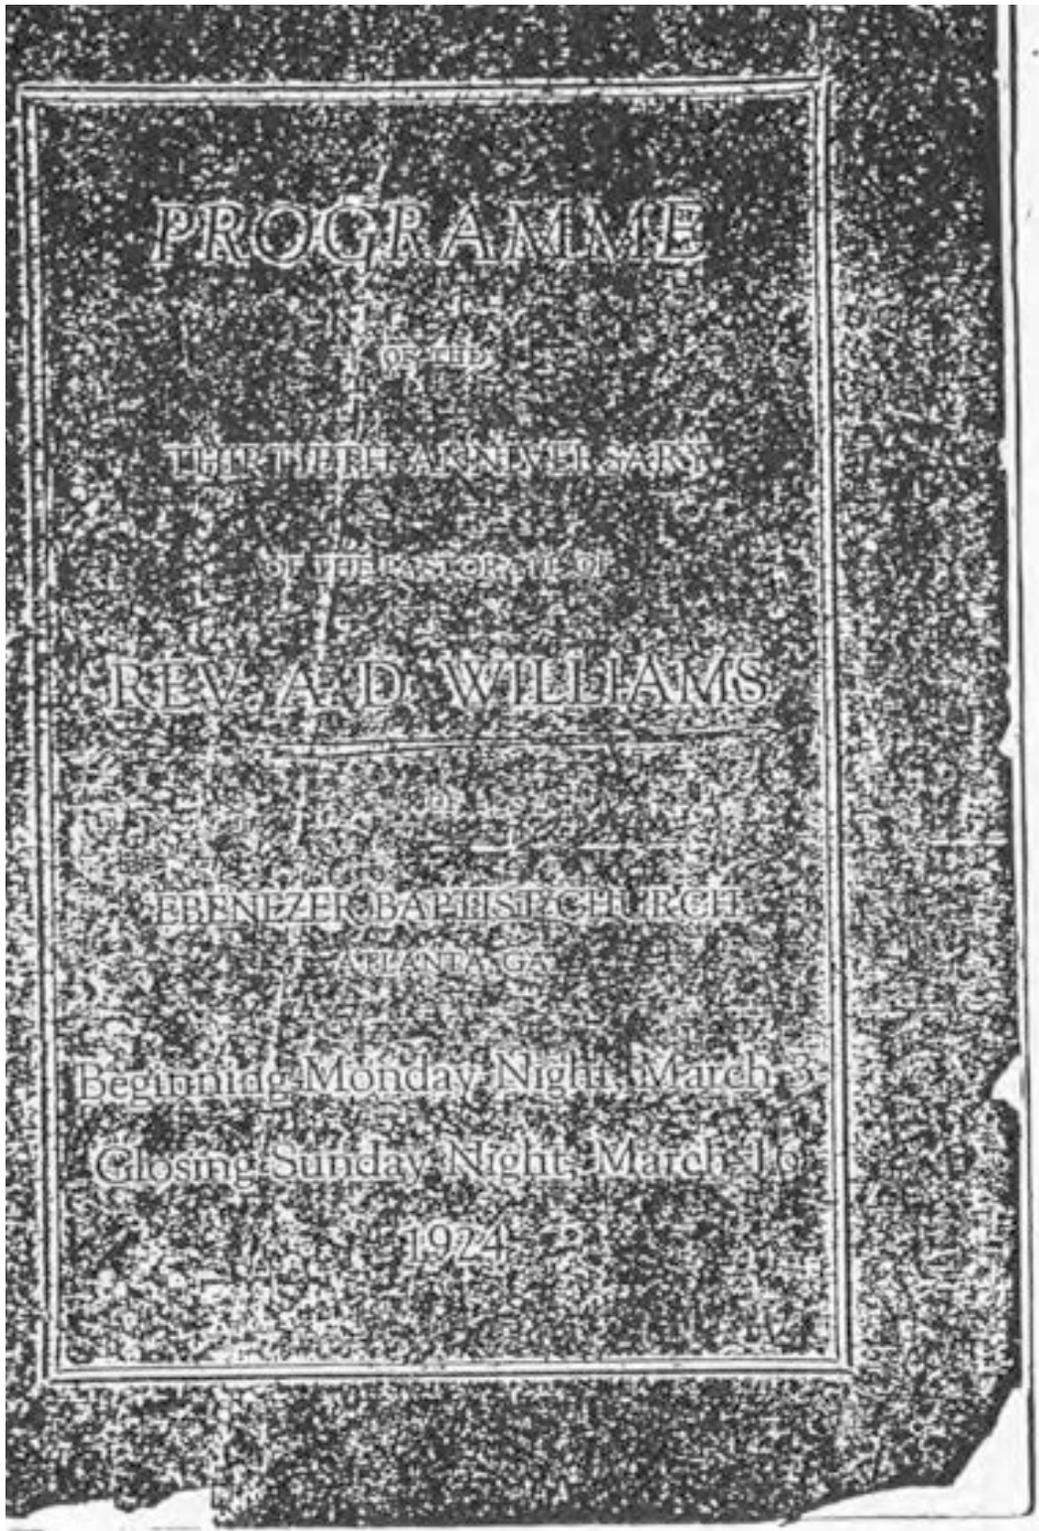 PROGRAMME
OF THE
THIRTIETH ANNIVERSARY
OF THE PASTORATE OF
REV. A. D. WILLIAMS
EBENEZER BAPTIST CHURCH
ATLANTA, GA.
Beginning Monday Night, March 3
Closing Sunday Night, March 16
1924